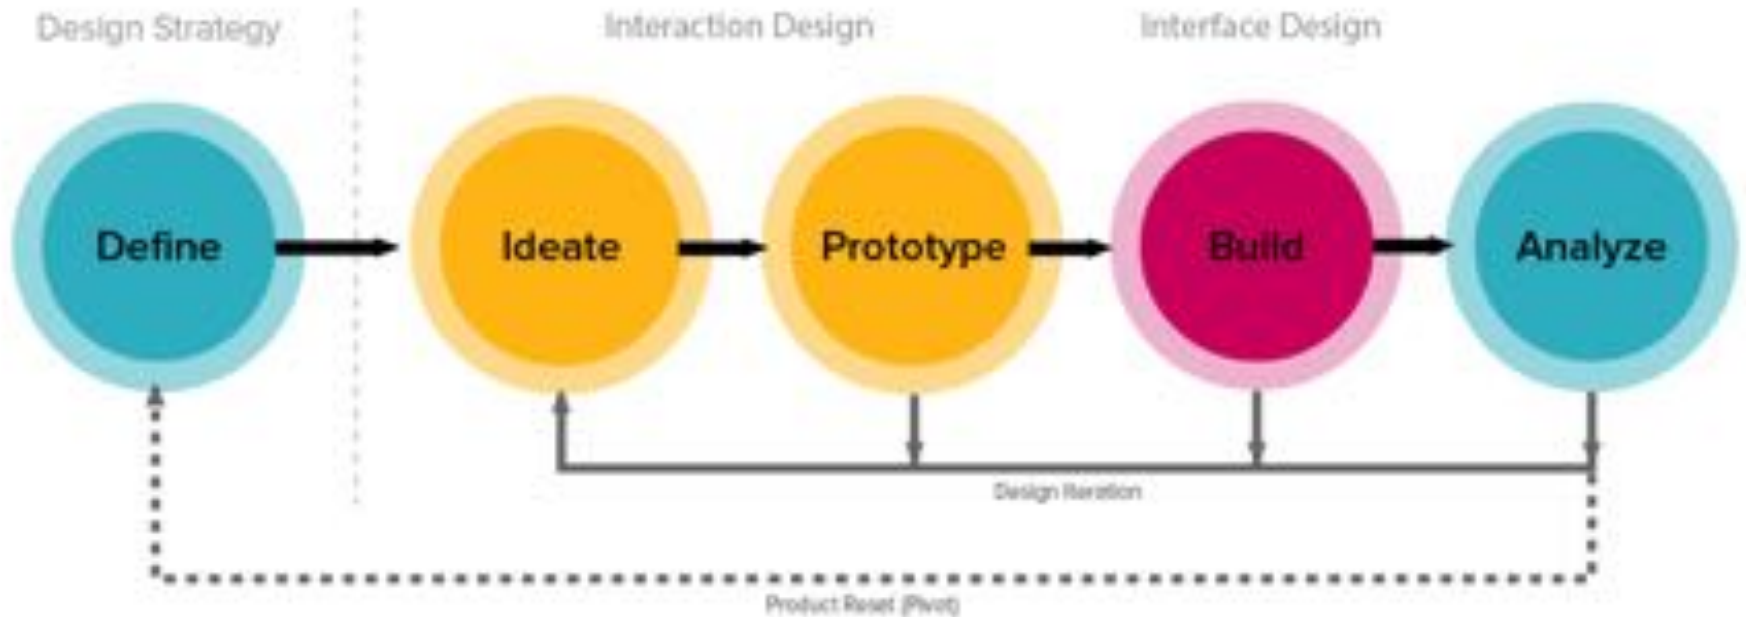 Design Strategy
Interaction Design
Interface Design
Define
Ideate
Prototype
Build
Analyze
Design Iteration
Product Reset (Pivot)